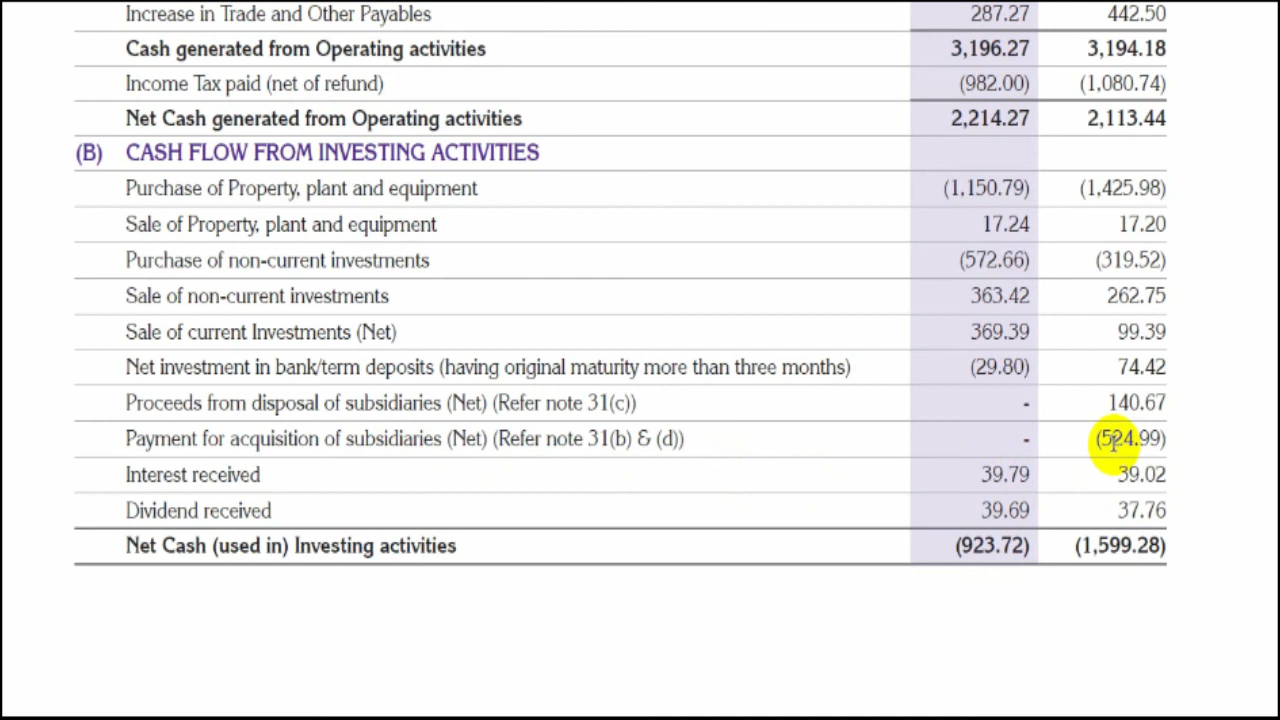 Increase in Trade and Other Payables 287.27 442.50
Cash generated from Operating activities 3,196.27 3,194.18
Income Tax paid (net of refund) (982.00) (1,080.74)
Net Cash generated from Operating activities 2,214.27 2,113.44
(B) CASH FLOW FROM INVESTING ACTIVITIES
Purchase of Property, plant and equipment (1,150.79) (1,425.98)
Sale of Property, plant and equipment 17.24 17.20
Purchase of non-current investments (572.66) (319.52)
Sale of non-current investments 363.42 262.75
Sale of current Investments (Net) 369.39 99.39
Net investment in bank/term deposits (having original maturity more than three months) (29.80) 74.42
Proceeds from disposal of subsidiaries (Net) (Refer note 31(c)) - 140.67
Payment for acquisition of subsidiaries (Net) (Refer note 31(b) & (d)) - (524.99)
Interest received 39.79 39.02
Dividend received 39.69 37.76
Net Cash (used in) Investing activities (923.72) (1,599.28)